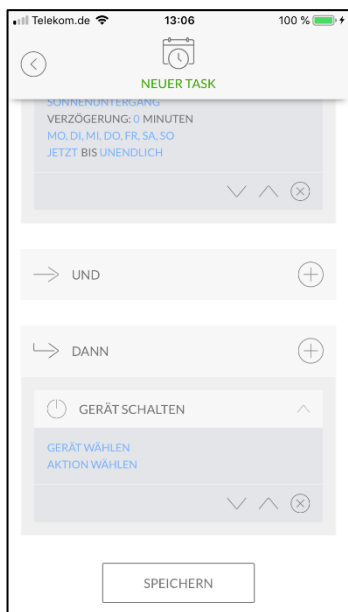 Telekom.de 13:06 100 %
NEUER TASK
SONNENUNTERGANG
VERZÖGERUNG: 0 MINUTEN
MO, DI, MI, DO, FR, SA, SO
JETZT BIS UNENDLICH
UND
DANN
GERÄT SCHALTEN
GERÄT WÄHLEN
AKTION WÄHLEN
SPEICHERN